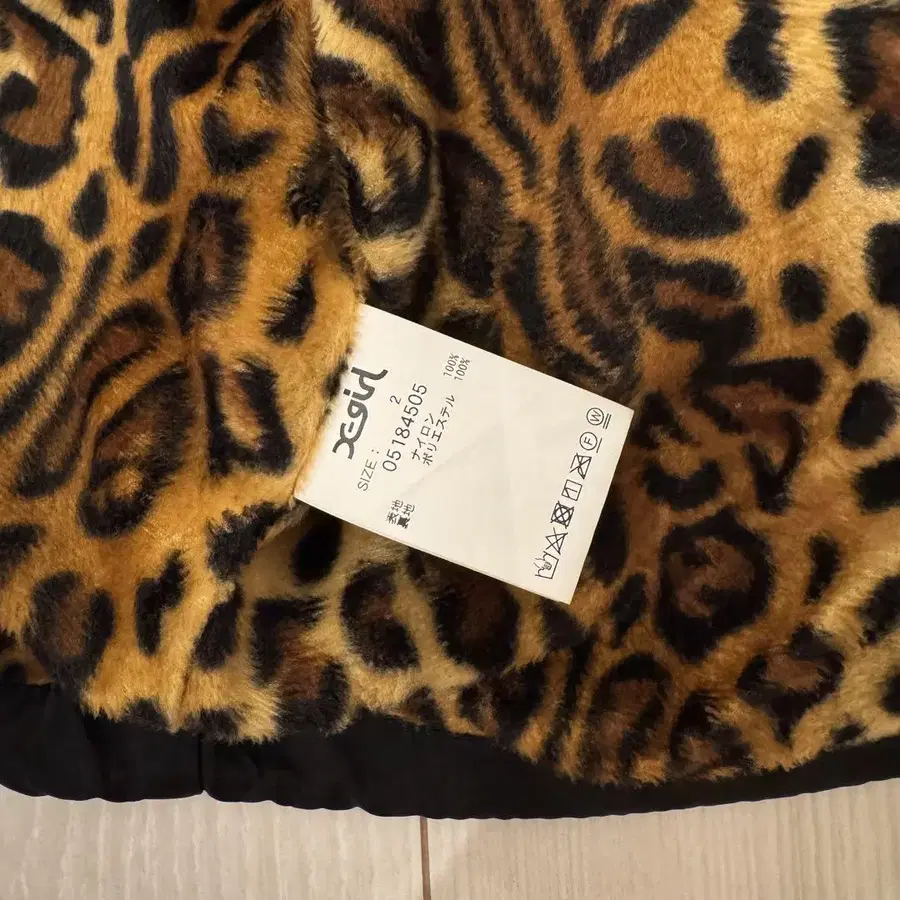 X-girl
SIZE : 2
05184505
表地 ナイロン 100%
裏地 ポリエステル 100%
W
F